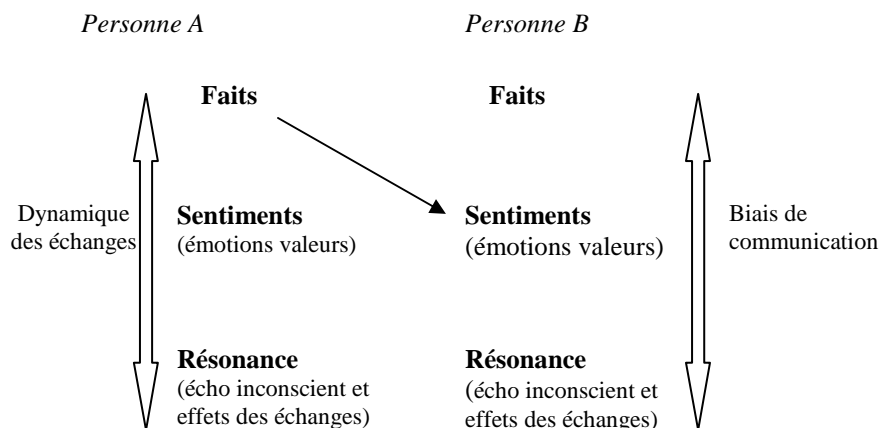 Personne A
Personne B
Faits
Faits
Dynamique
des échanges
Sentiments
(émotions valeurs)
Sentiments
(émotions valeurs)
Biais de
communication
Résonance
(écho inconscient et
effets des échanges)
Résonance
(écho inconscient et
effets des échanges)